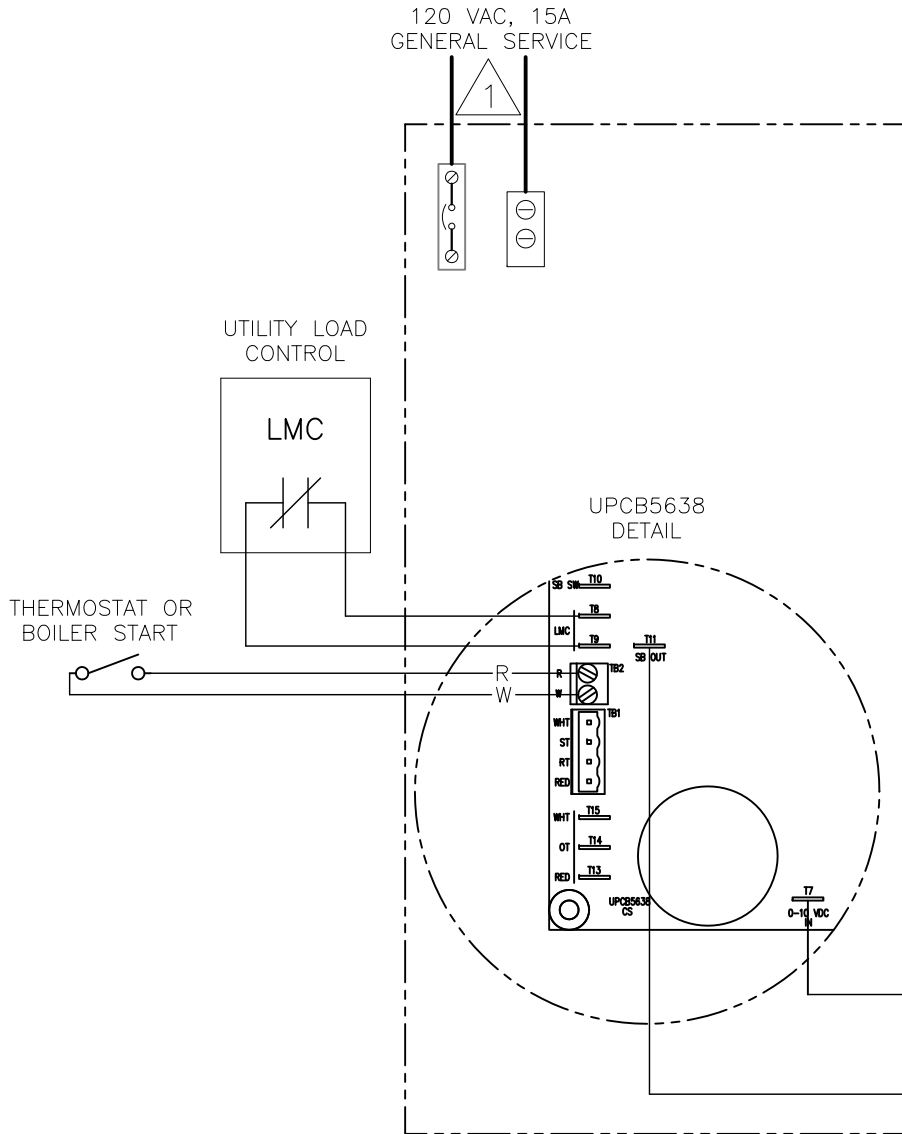 120 VAC, 15A
GENERAL SERVICE
1
UTILITY LOAD
CONTROL
LMC
UPCB5638
DETAIL
THERMOSTAT OR
BOILER START
SB SW
T10
T8
LMC
T9
T11
SB OUT
R
R
TB2
W
W
TB1
WHT
ST
RT
RED
WHT
T15
OT
T14
RED
T13
UPCB5638
CS
T7
0-10 VDC
IN